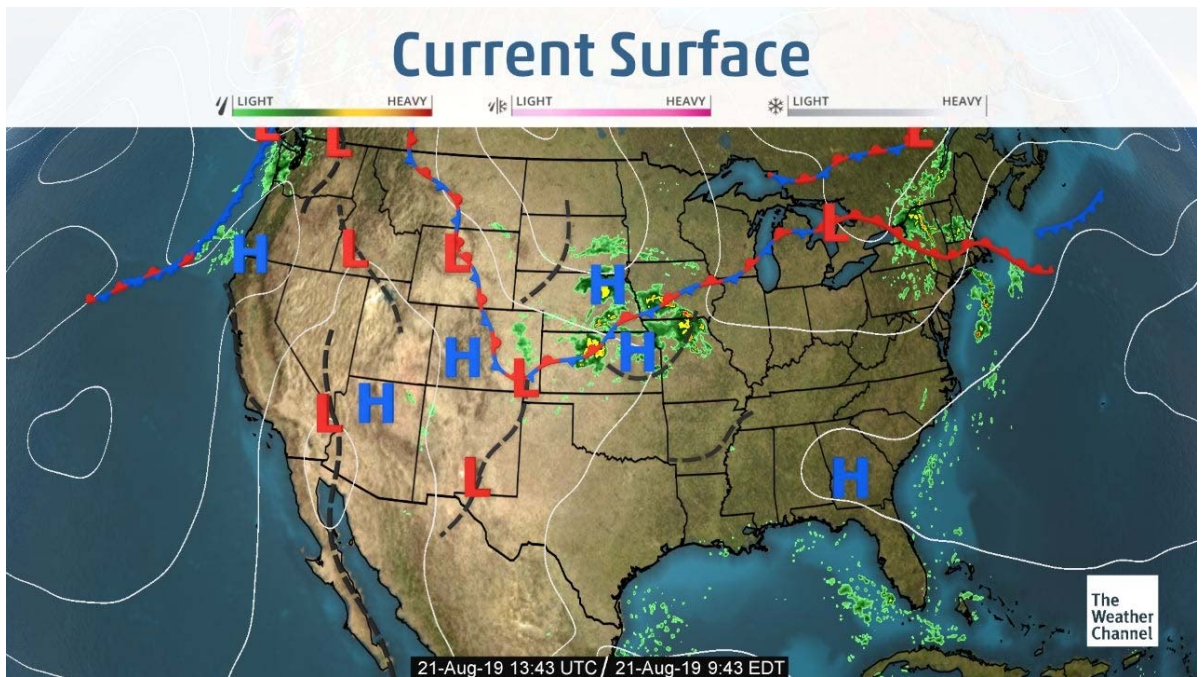 Current Surface
LIGHT HEAVY LIGHT HEAVY LIGHT HEAVY
L L L
L
H L L
H
H H
L
L H
L H
The
Weather
Channel
21-Aug-19 13:43 UTC / 21-Aug-19 9:43 EDT